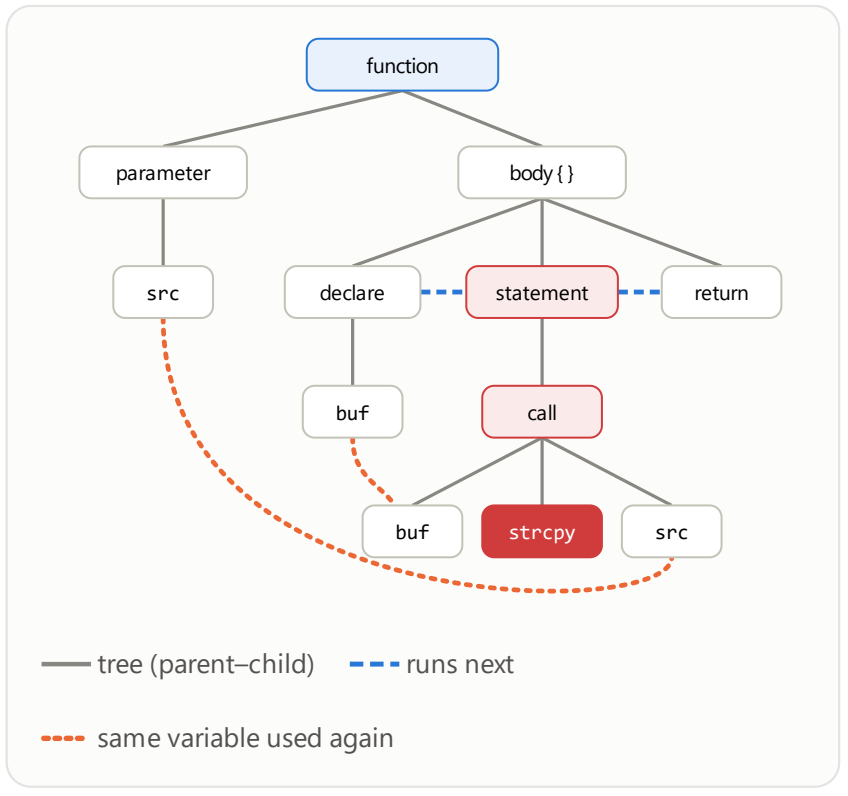 function
parameter
body { }
src
declare
statement
return
buf
call
buf
strcpy
src
tree (parent–child)
runs next
same variable used again